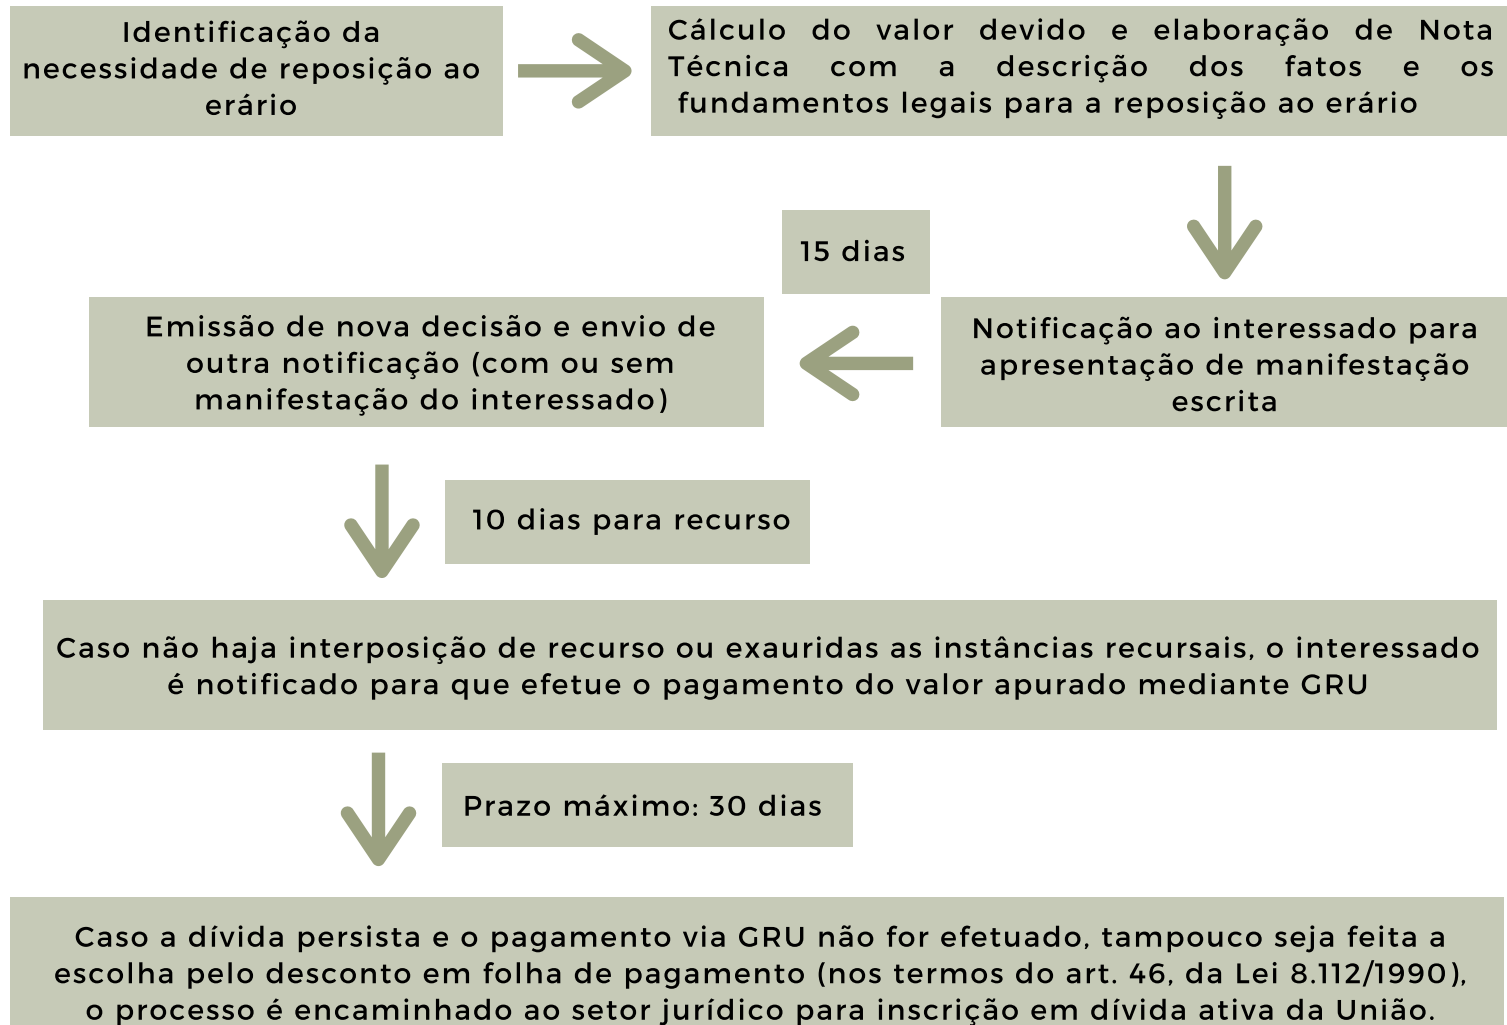 Identificação da
necessidade de reposição ao
erário
Cálculo do valor devido e elaboração de Nota
Técnica com a descrição dos fatos e os
fundamentos legais para a reposição ao erário
Notificação ao interessado para
apresentação de manifestação
escrita
15 dias
Emissão de nova decisão e envio de
outra notificação (com ou sem
manifestação do interessado)
10 dias para recurso
Caso não haja interposição de recurso ou exauridas as instâncias recursais, o interessado
é notificado para que efetue o pagamento do valor apurado mediante GRU
Prazo máximo: 30 dias
Caso a dívida persista e o pagamento via GRU não for efetuado, tampouco seja feita a
escolha pelo desconto em folha de pagamento (nos termos do art. 46, da Lei 8.112/1990),
o processo é encaminhado ao setor jurídico para inscrição em dívida ativa da União.